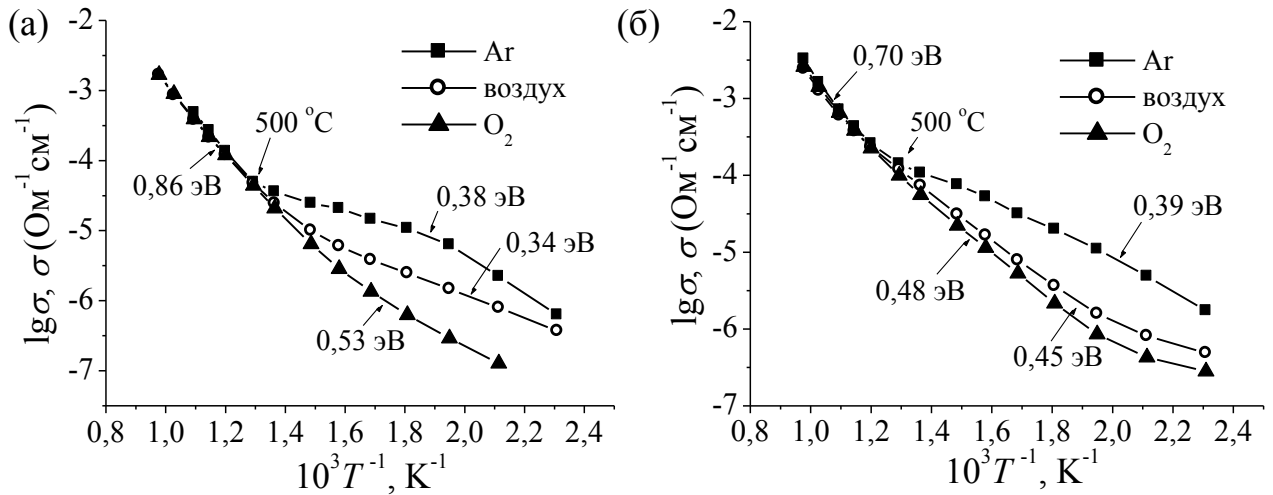 (а)
lgσ, σ (Ом⁻¹см⁻¹)
-2
-3
-4
-5
-6
-7
0,8 1,0 1,2 1,4 1,6 1,8 2,0 2,2 2,4
10³T⁻¹, К⁻¹
Ar
воздух
O₂
500 °C
0,86 эВ
0,38 эВ
0,34 эВ
0,53 эВ
(б)
lgσ, σ (Ом⁻¹см⁻¹)
-2
-3
-4
-5
-6
-7
0,8 1,0 1,2 1,4 1,6 1,8 2,0 2,2 2,4
10³T⁻¹, К⁻¹
Ar
воздух
O₂
0,70 эВ
500 °C
0,39 эВ
0,48 эВ
0,45 эВ